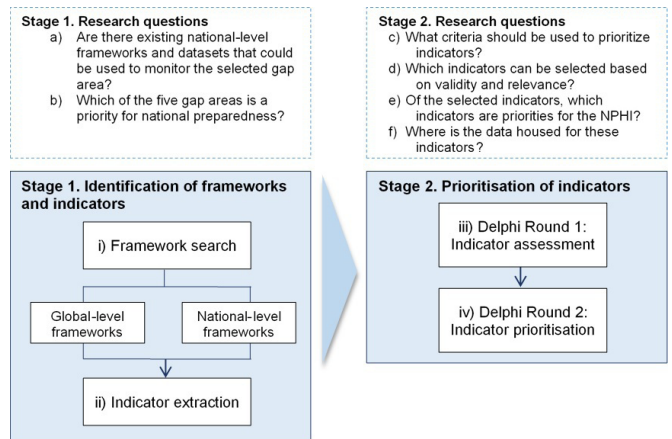 Stage 1. Research questions
a) Are there existing national-level
frameworks and datasets that could
be used to monitor the selected gap
area?
b) Which of the five gap areas is a
priority for national preparedness?
Stage 2. Research questions
c) What criteria should be used to prioritize
indicators?
d) Which indicators can be selected based
on validity and relevance?
e) Of the selected indicators, which
indicators are priorities for the NPHI?
f) Where is the data housed for these
indicators?
Stage 1. Identification of frameworks
and indicators
i) Framework search
Global-level
frameworks
National-level
frameworks
ii) Indicator extraction
Stage 2. Prioritisation of indicators
iii) Delphi Round 1:
Indicator assessment
iv) Delphi Round 2:
Indicator prioritisation